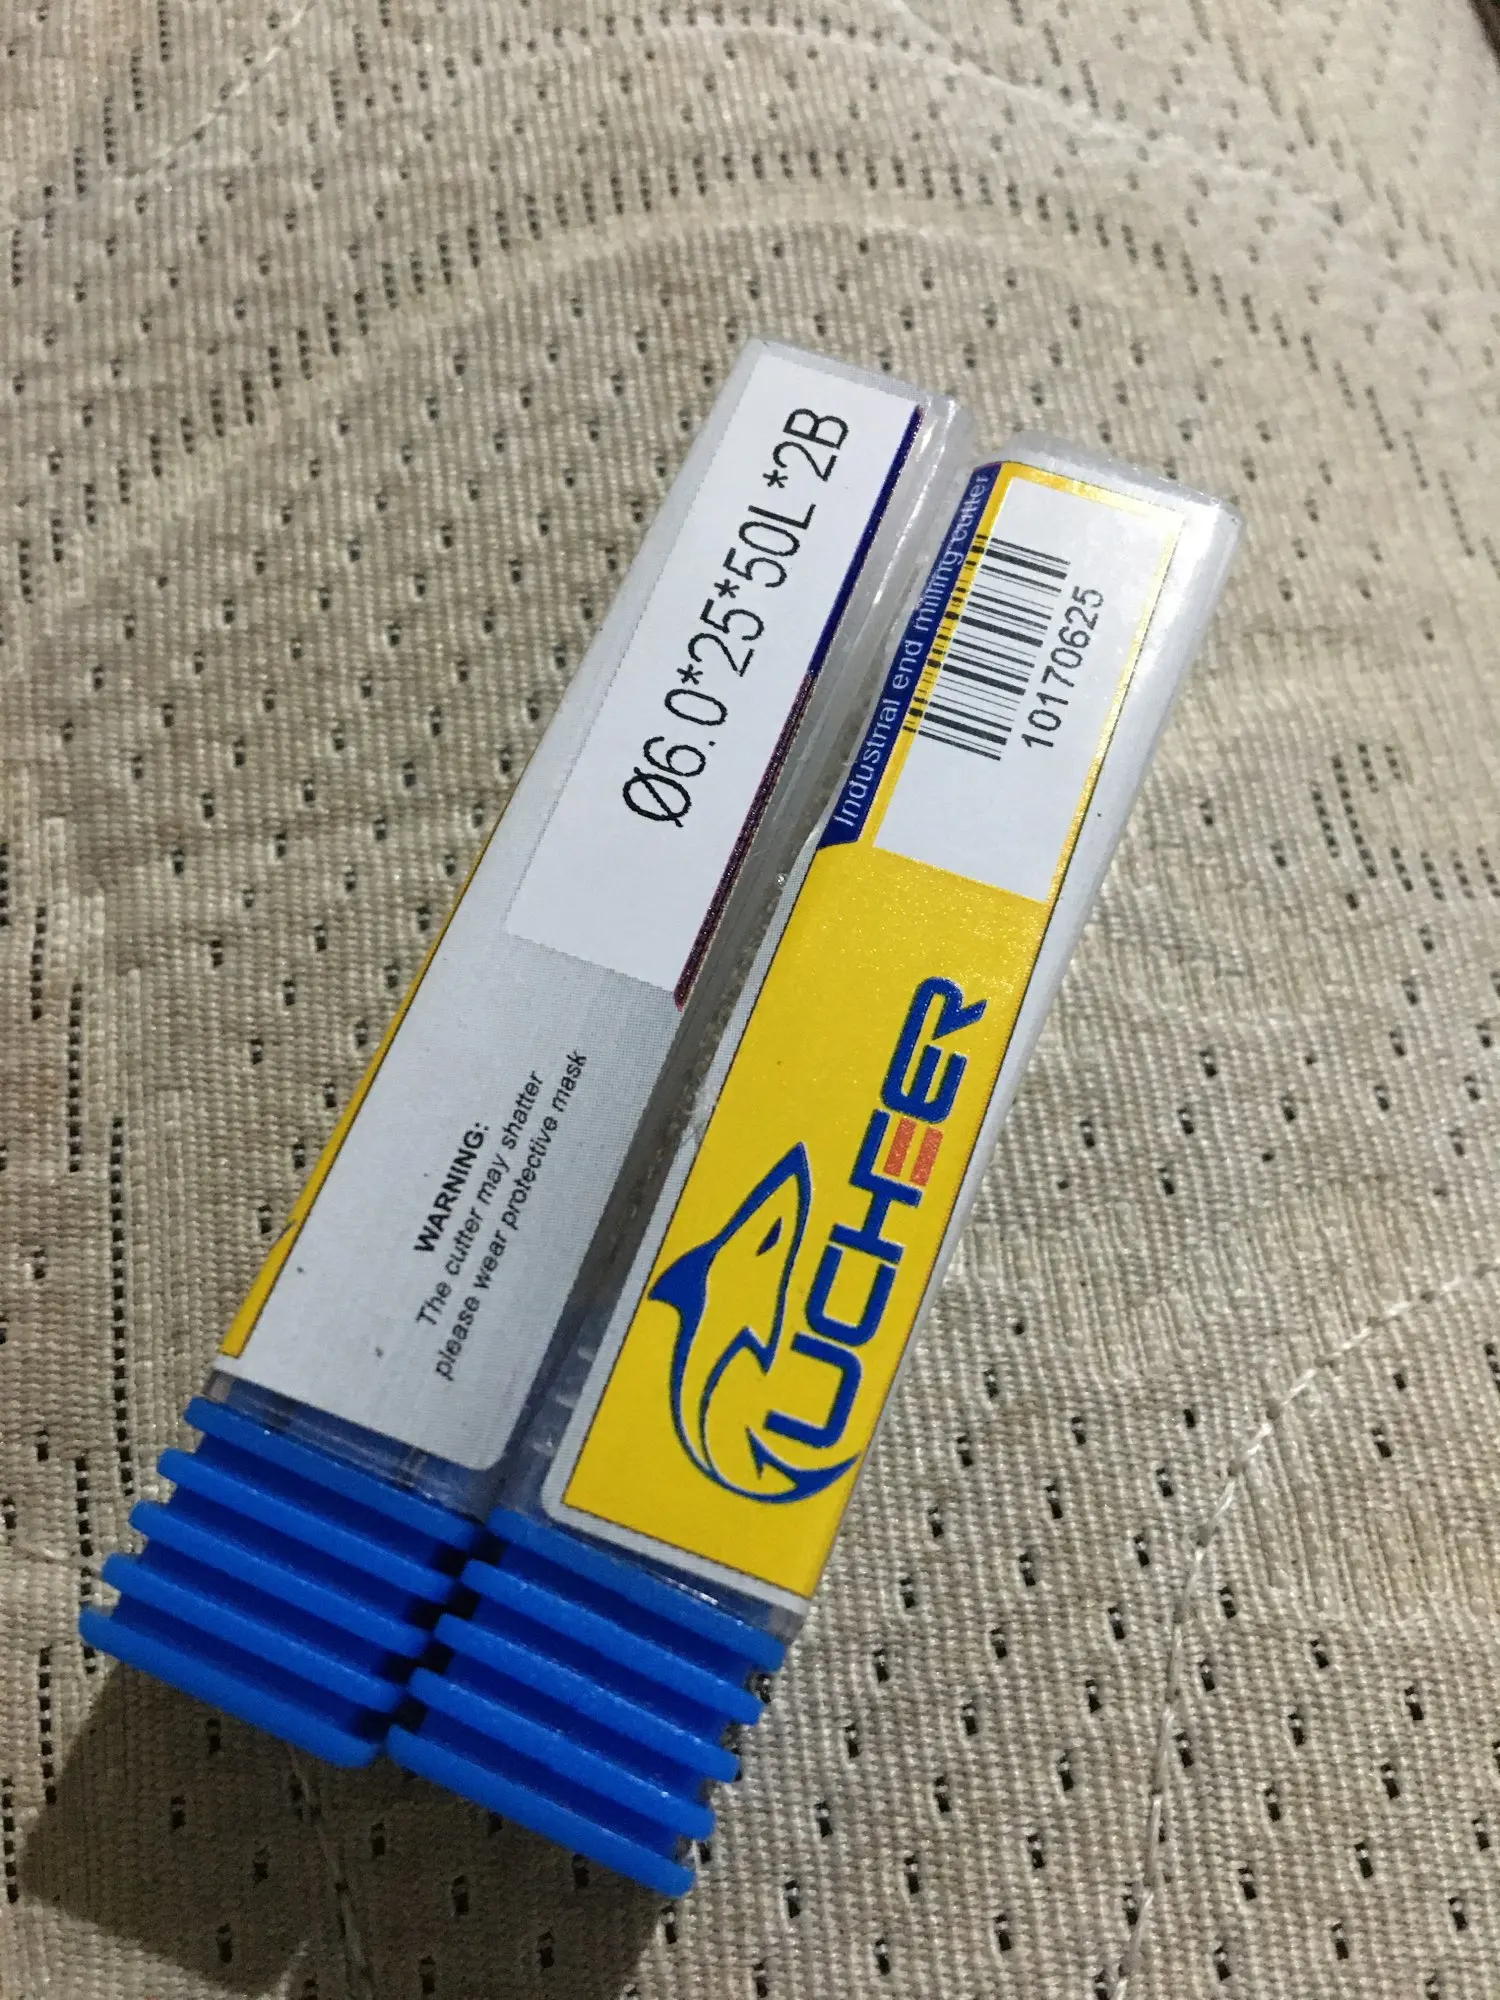 Ø6.0*25*50L *2B
WARNING:
The cutter may shatter
please wear protective mask
Industrial end milling cutter
10170625
UCHEER